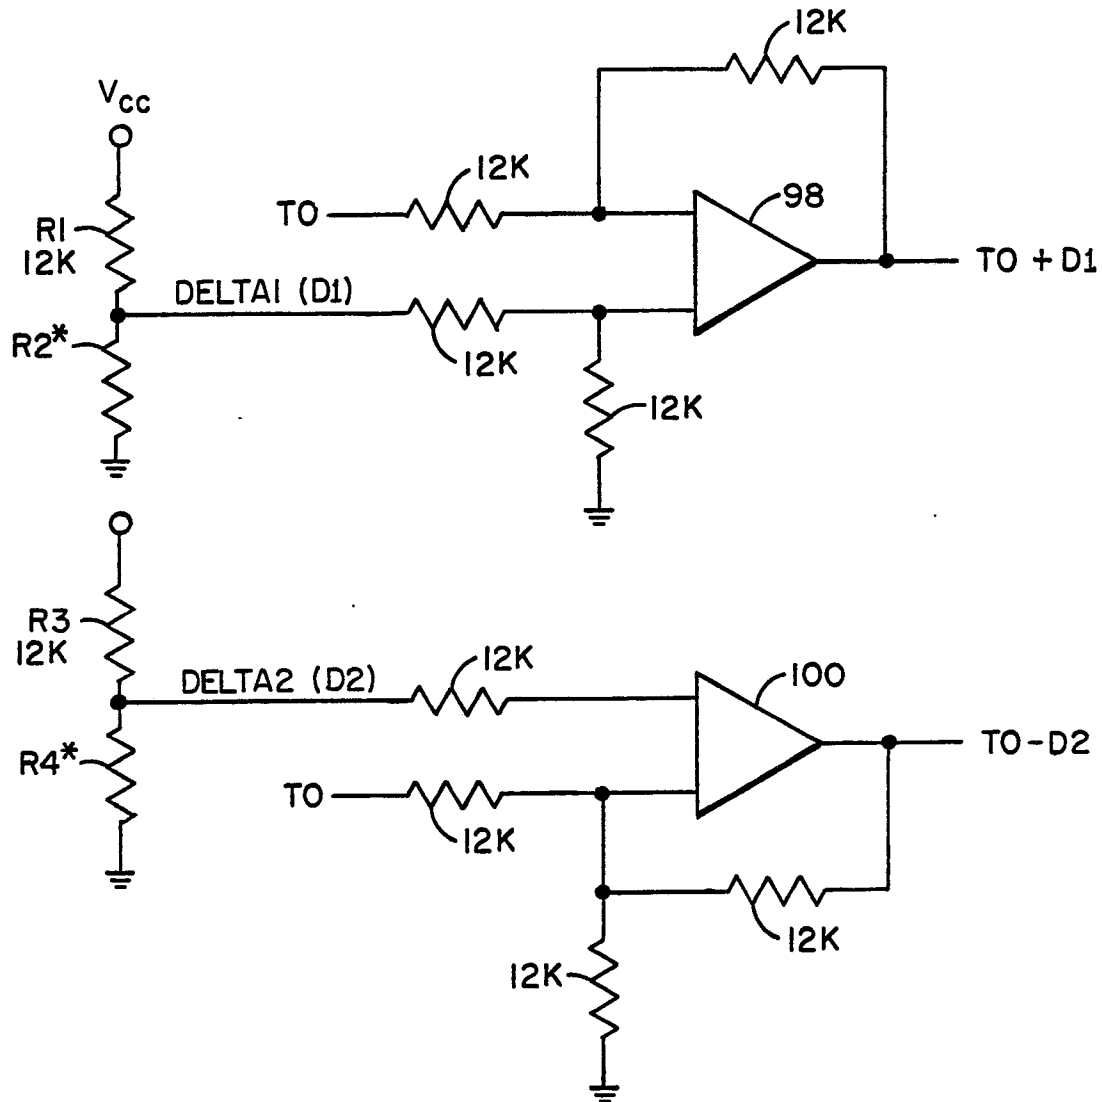 12K
VCC
12K
98
TO
R1
12K
TO + D1
DELTA1 (D1)
R2*
12K
12K
R3
12K
12K
DELTA2 (D2)
100
TO-D2
R4*
TO
12K
12K
12K